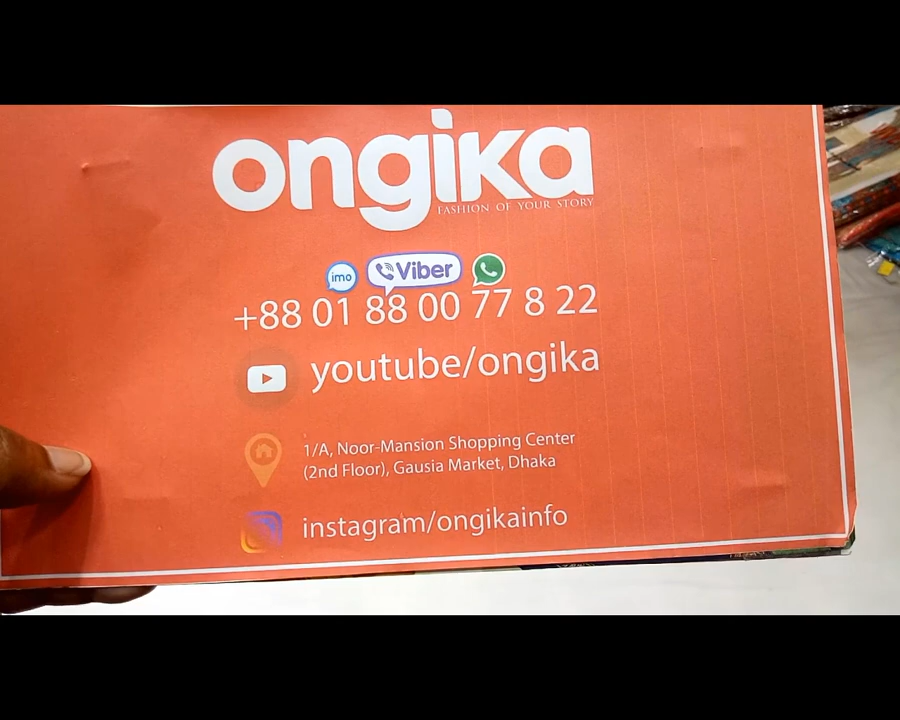 ongika
FASHION OF YOUR STORY
imo Viber
+88 01 88 00 77 8 22
youtube/ongika
1/A, Noor-Mansion Shopping Center
(2nd Floor), Gausia Market, Dhaka
instagram/ongikainfo